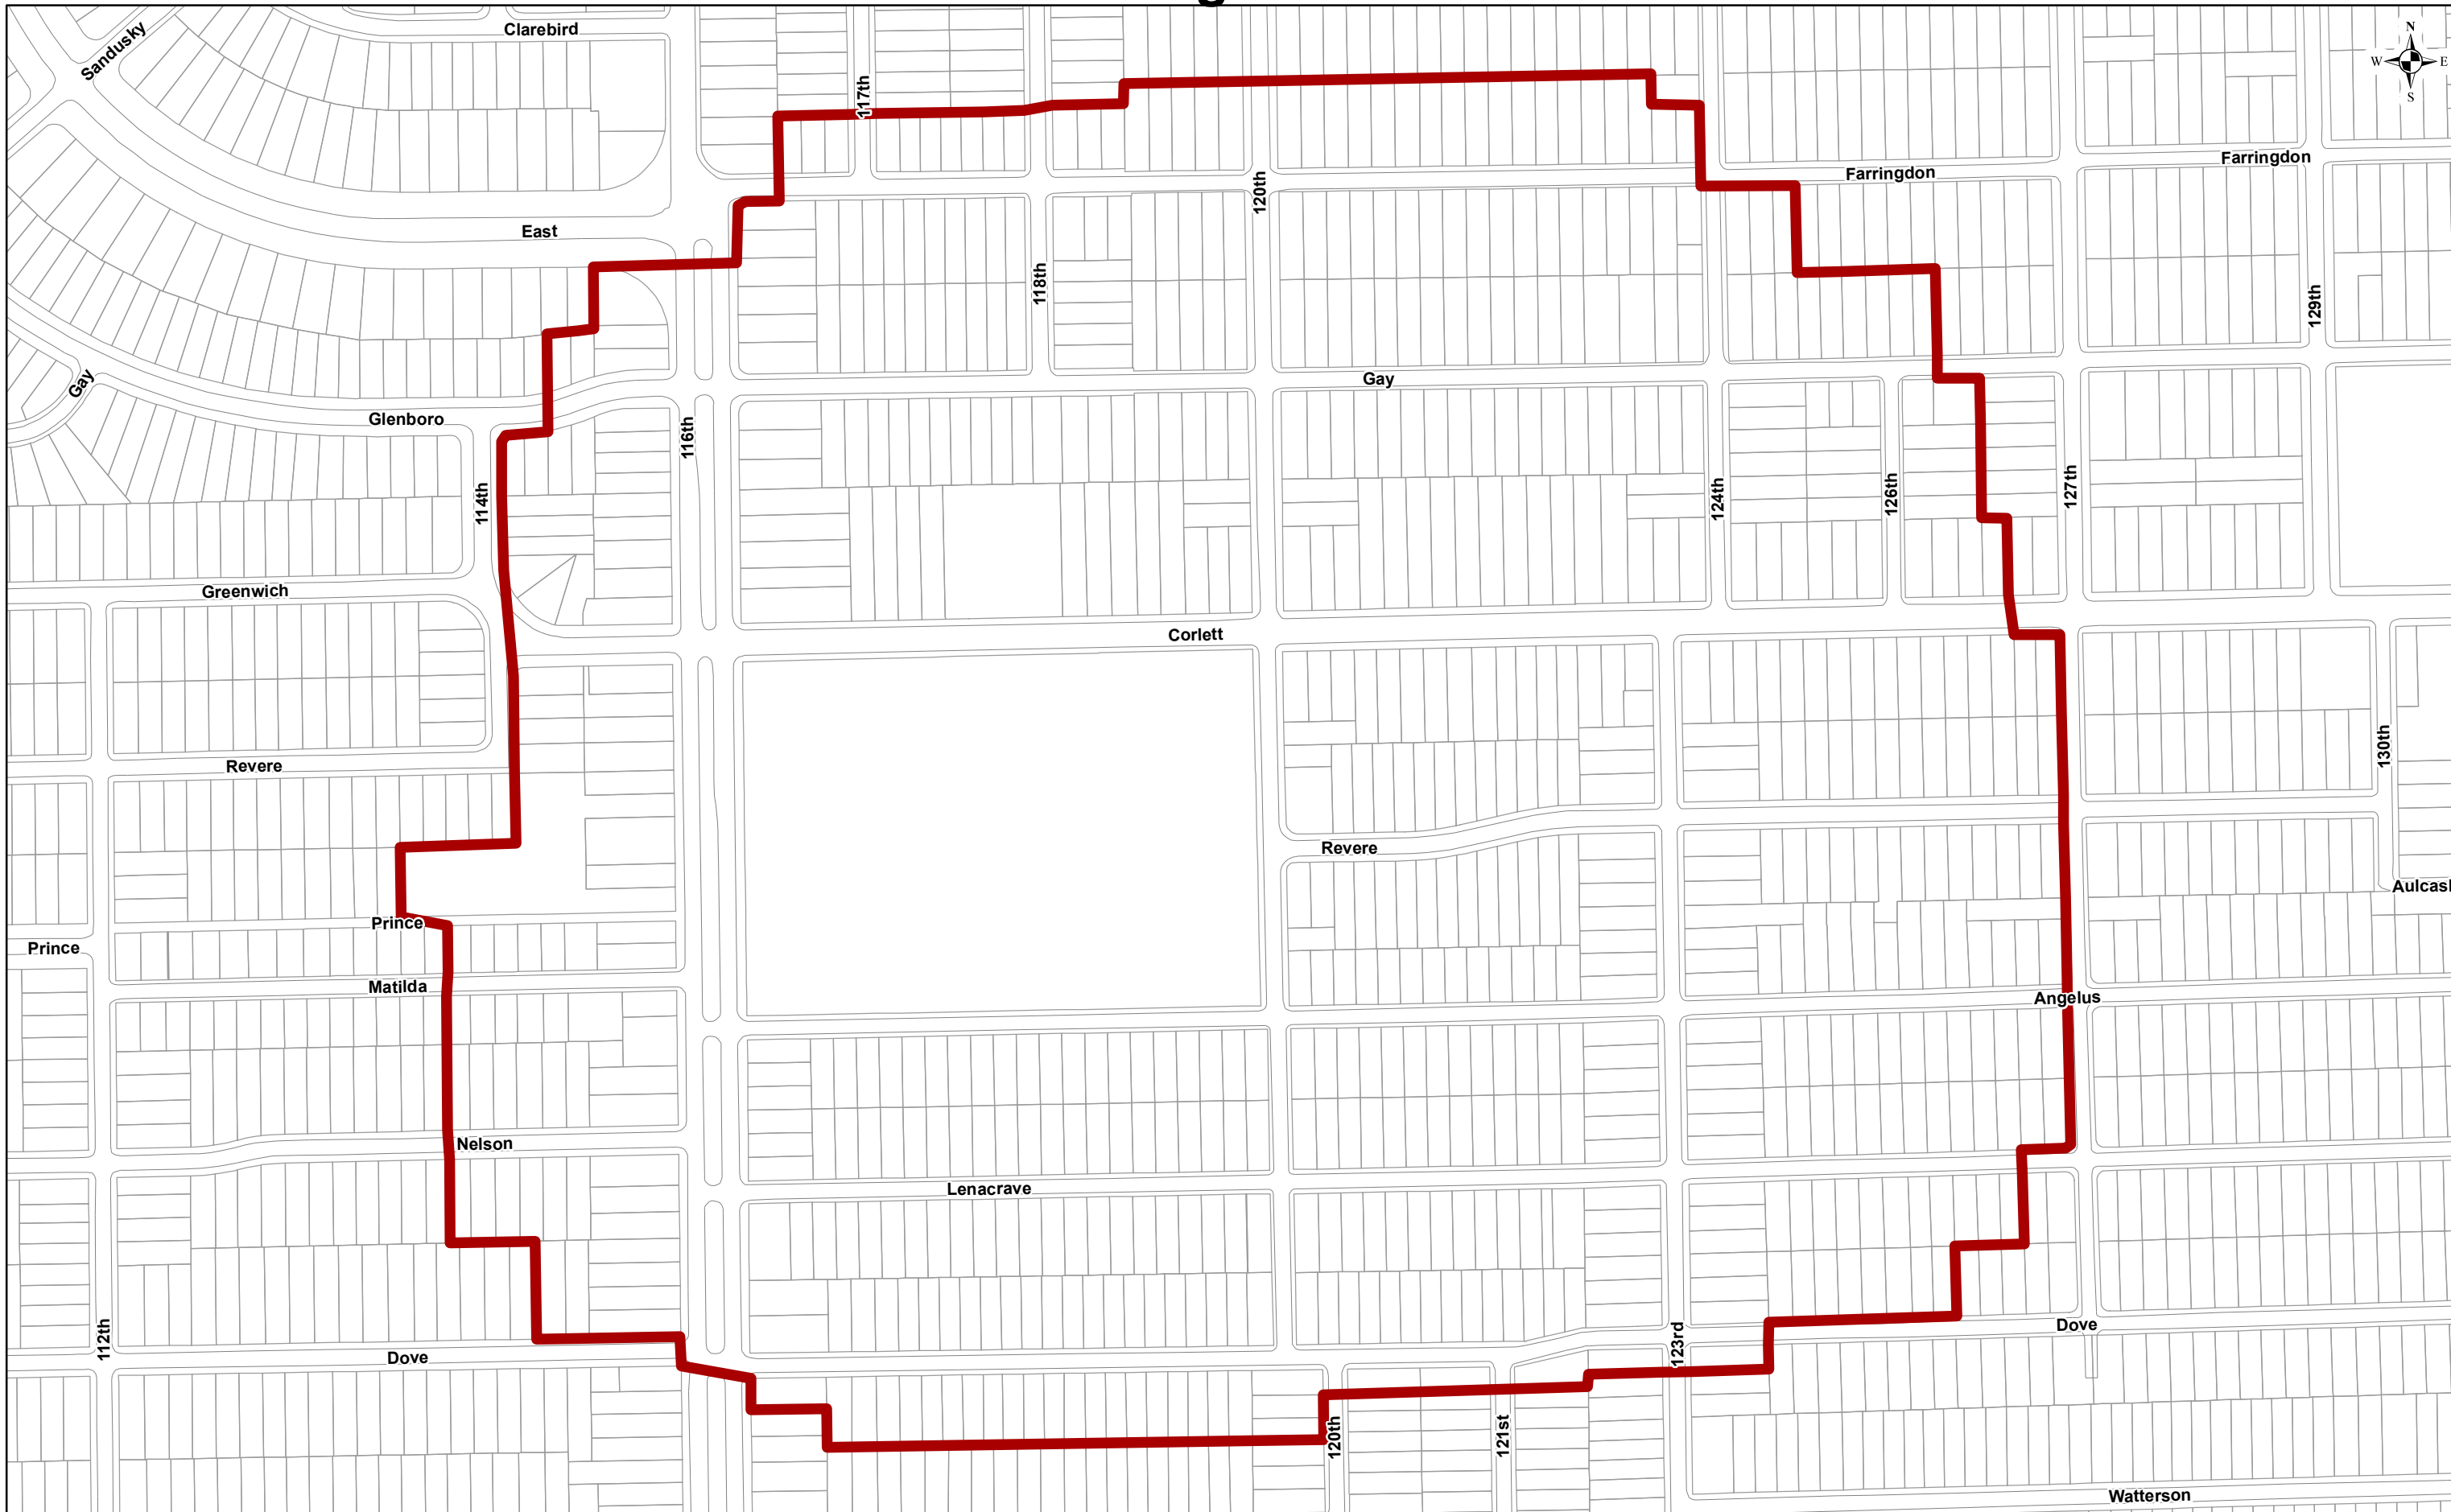 Clarebird
Sandusky
N
W E
S
117th
Farringdon
Farringdon
120th
East
118th
129th
Gay
Gay
Glenboro
116th
114th
124th
126th
127th
Greenwich
Corlett
130th
Revere
Revere
Aulcash
Prince
Prince
Matilda
Angelus
Nelson
Lenacrave
112th
123rd
Dove
Dove
120th
121st
Watterson